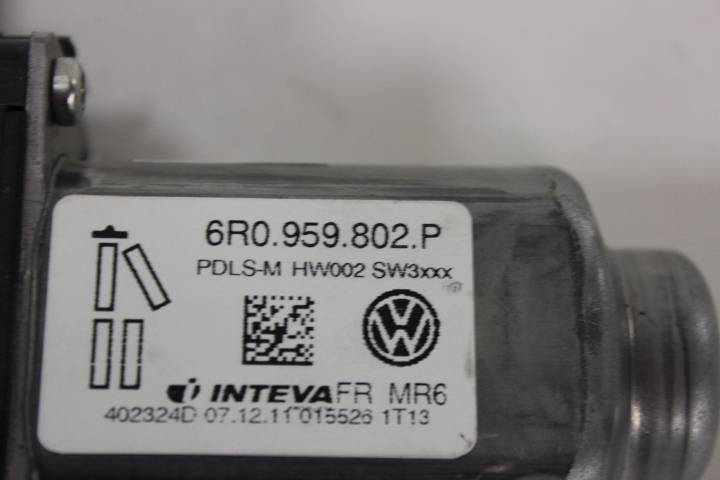 6R0.959.802.P
PDLS-M HW002 SW3xxx
INTEVA FR MR6
402324D 07.12.11 015526 1T13